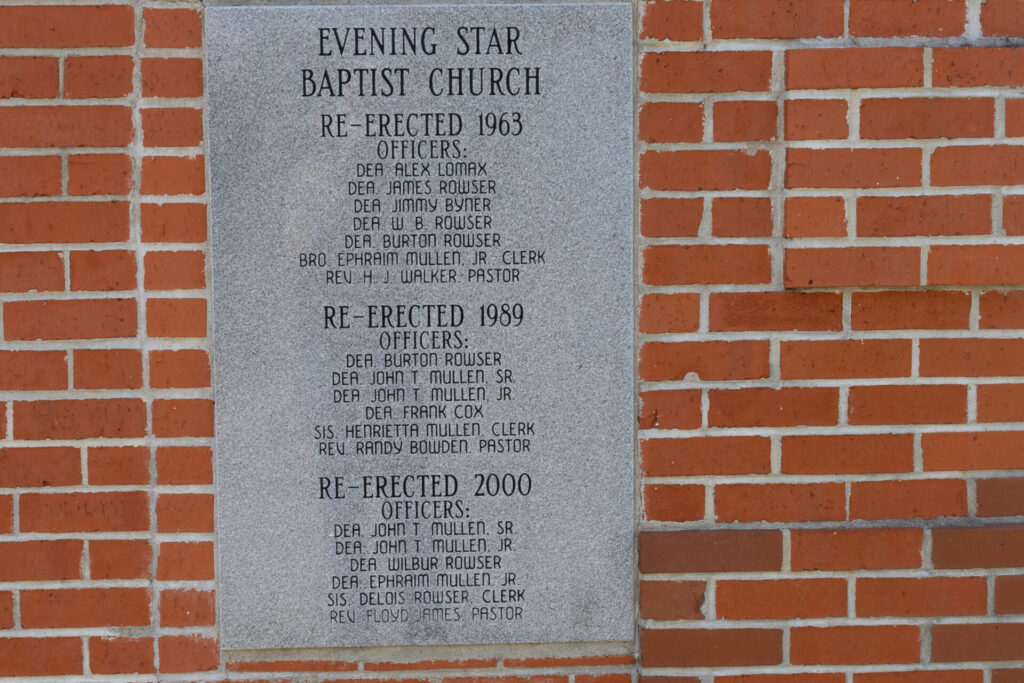 EVENING STAR
BAPTIST CHURCH
RE-ERECTED 1963
OFFICERS:
DEA. ALEX LOMAX
DEA. JAMES ROWSER
DEA. JIMMY BYNER
DEA. W. B. ROWSER
DEA. BURTON ROWSER
BRO. EPHRAIM MULLEN, JR. CLERK
REV. H. J. WALKER, PASTOR
RE-ERECTED 1989
OFFICERS:
DEA. BURTON ROWSER
DEA. JOHN T. MULLEN, SR.
DEA. JOHN T. MULLEN, JR.
DEA. FRANK COX
SIS. HENRIETTA MULLEN, CLERK
REV. RANDY BOWDEN, PASTOR
RE-ERECTED 2000
OFFICERS:
DEA. JOHN T. MULLEN, SR.
DEA. JOHN T. MULLEN, JR.
DEA. WILBUR ROWSER
DEA. EPHRAIM MULLEN, JR.
SIS. DELOIS ROWSER, CLERK
REV. FLOYD JAMES, PASTOR